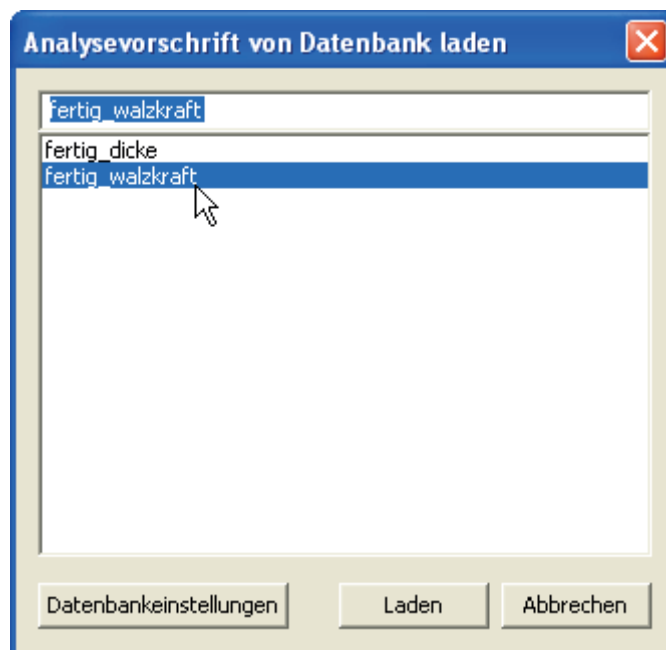 Analysevorschrift von Datenbank laden
fertig_walzkraft
fertig_dicke
fertig_walzkraft
Datenbankeinstellungen Laden Abbrechen